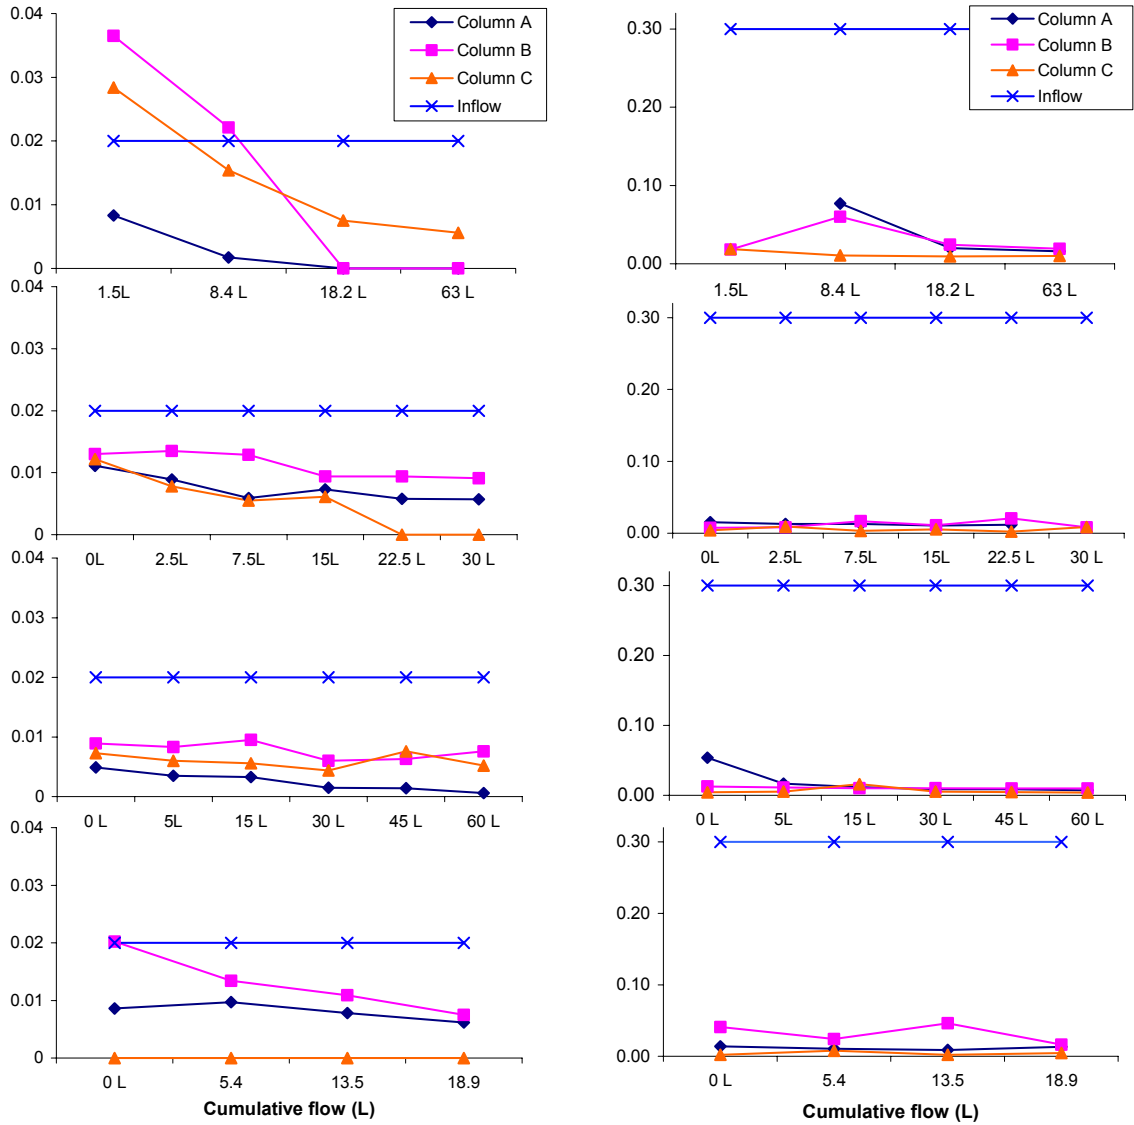 0.04
0.03
0.02
0.01
0
1.5L 8.4 L 18.2 L 63 L
Column A
Column B
Column C
Inflow
0.30
0.20
0.10
0.00
1.5L 8.4 L 18.2 L 63 L
Column A
Column B
Column C
Inflow
0.04
0.03
0.02
0.01
0
0L 2.5L 7.5L 15L 22.5 L 30 L
0.30
0.20
0.10
0.00
0L 2.5L 7.5L 15L 22.5 L 30 L
0.04
0.03
0.02
0.01
0
0 L 5L 15 L 30 L 45 L 60 L
0.30
0.20
0.10
0.00
0 L 5L 15 L 30 L 45 L 60 L
0.04
0.03
0.02
0.01
0
0 L 5.4 13.5 18.9
Cumulative flow (L)
0.30
0.20
0.10
0.00
0 L 5.4 13.5 18.9
Cumulative flow (L)